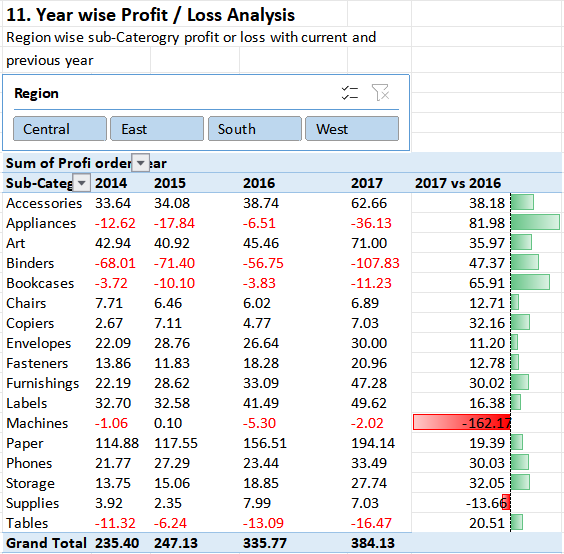 11. Year wise Profit / Loss Analysis
Region wise sub-Caterogry profit or loss with current and
previous year
Region
Central East South West
Sum of Profi order year
Sub-Categ 2014 2015 2016 2017 2017 vs 2016
Accessories 33.64 34.08 38.74 62.66 38.18
Appliances -12.62 -17.84 -6.51 -36.13 81.98
Art 42.94 40.92 45.46 71.00 35.97
Binders -68.01 -71.40 -56.75 -107.83 47.37
Bookcases -3.72 -10.10 -3.83 -11.23 65.91
Chairs 7.71 6.46 6.02 6.89 12.71
Copiers 2.67 7.11 4.77 7.03 32.16
Envelopes 22.09 28.76 26.64 30.00 11.20
Fasteners 13.86 11.83 18.28 20.96 12.78
Furnishings 22.19 28.62 33.09 47.28 30.02
Labels 32.70 32.58 41.49 49.62 16.38
Machines -1.06 0.10 -5.30 -2.02 -162.17
Paper 114.88 117.55 156.51 194.14 19.39
Phones 21.77 27.29 23.44 33.49 30.03
Storage 13.75 15.06 18.85 27.74 32.05
Supplies 3.92 2.35 7.99 7.03 -13.66
Tables -11.32 -6.24 -13.09 -16.47 20.51
Grand Total 235.40 247.13 335.77 384.13